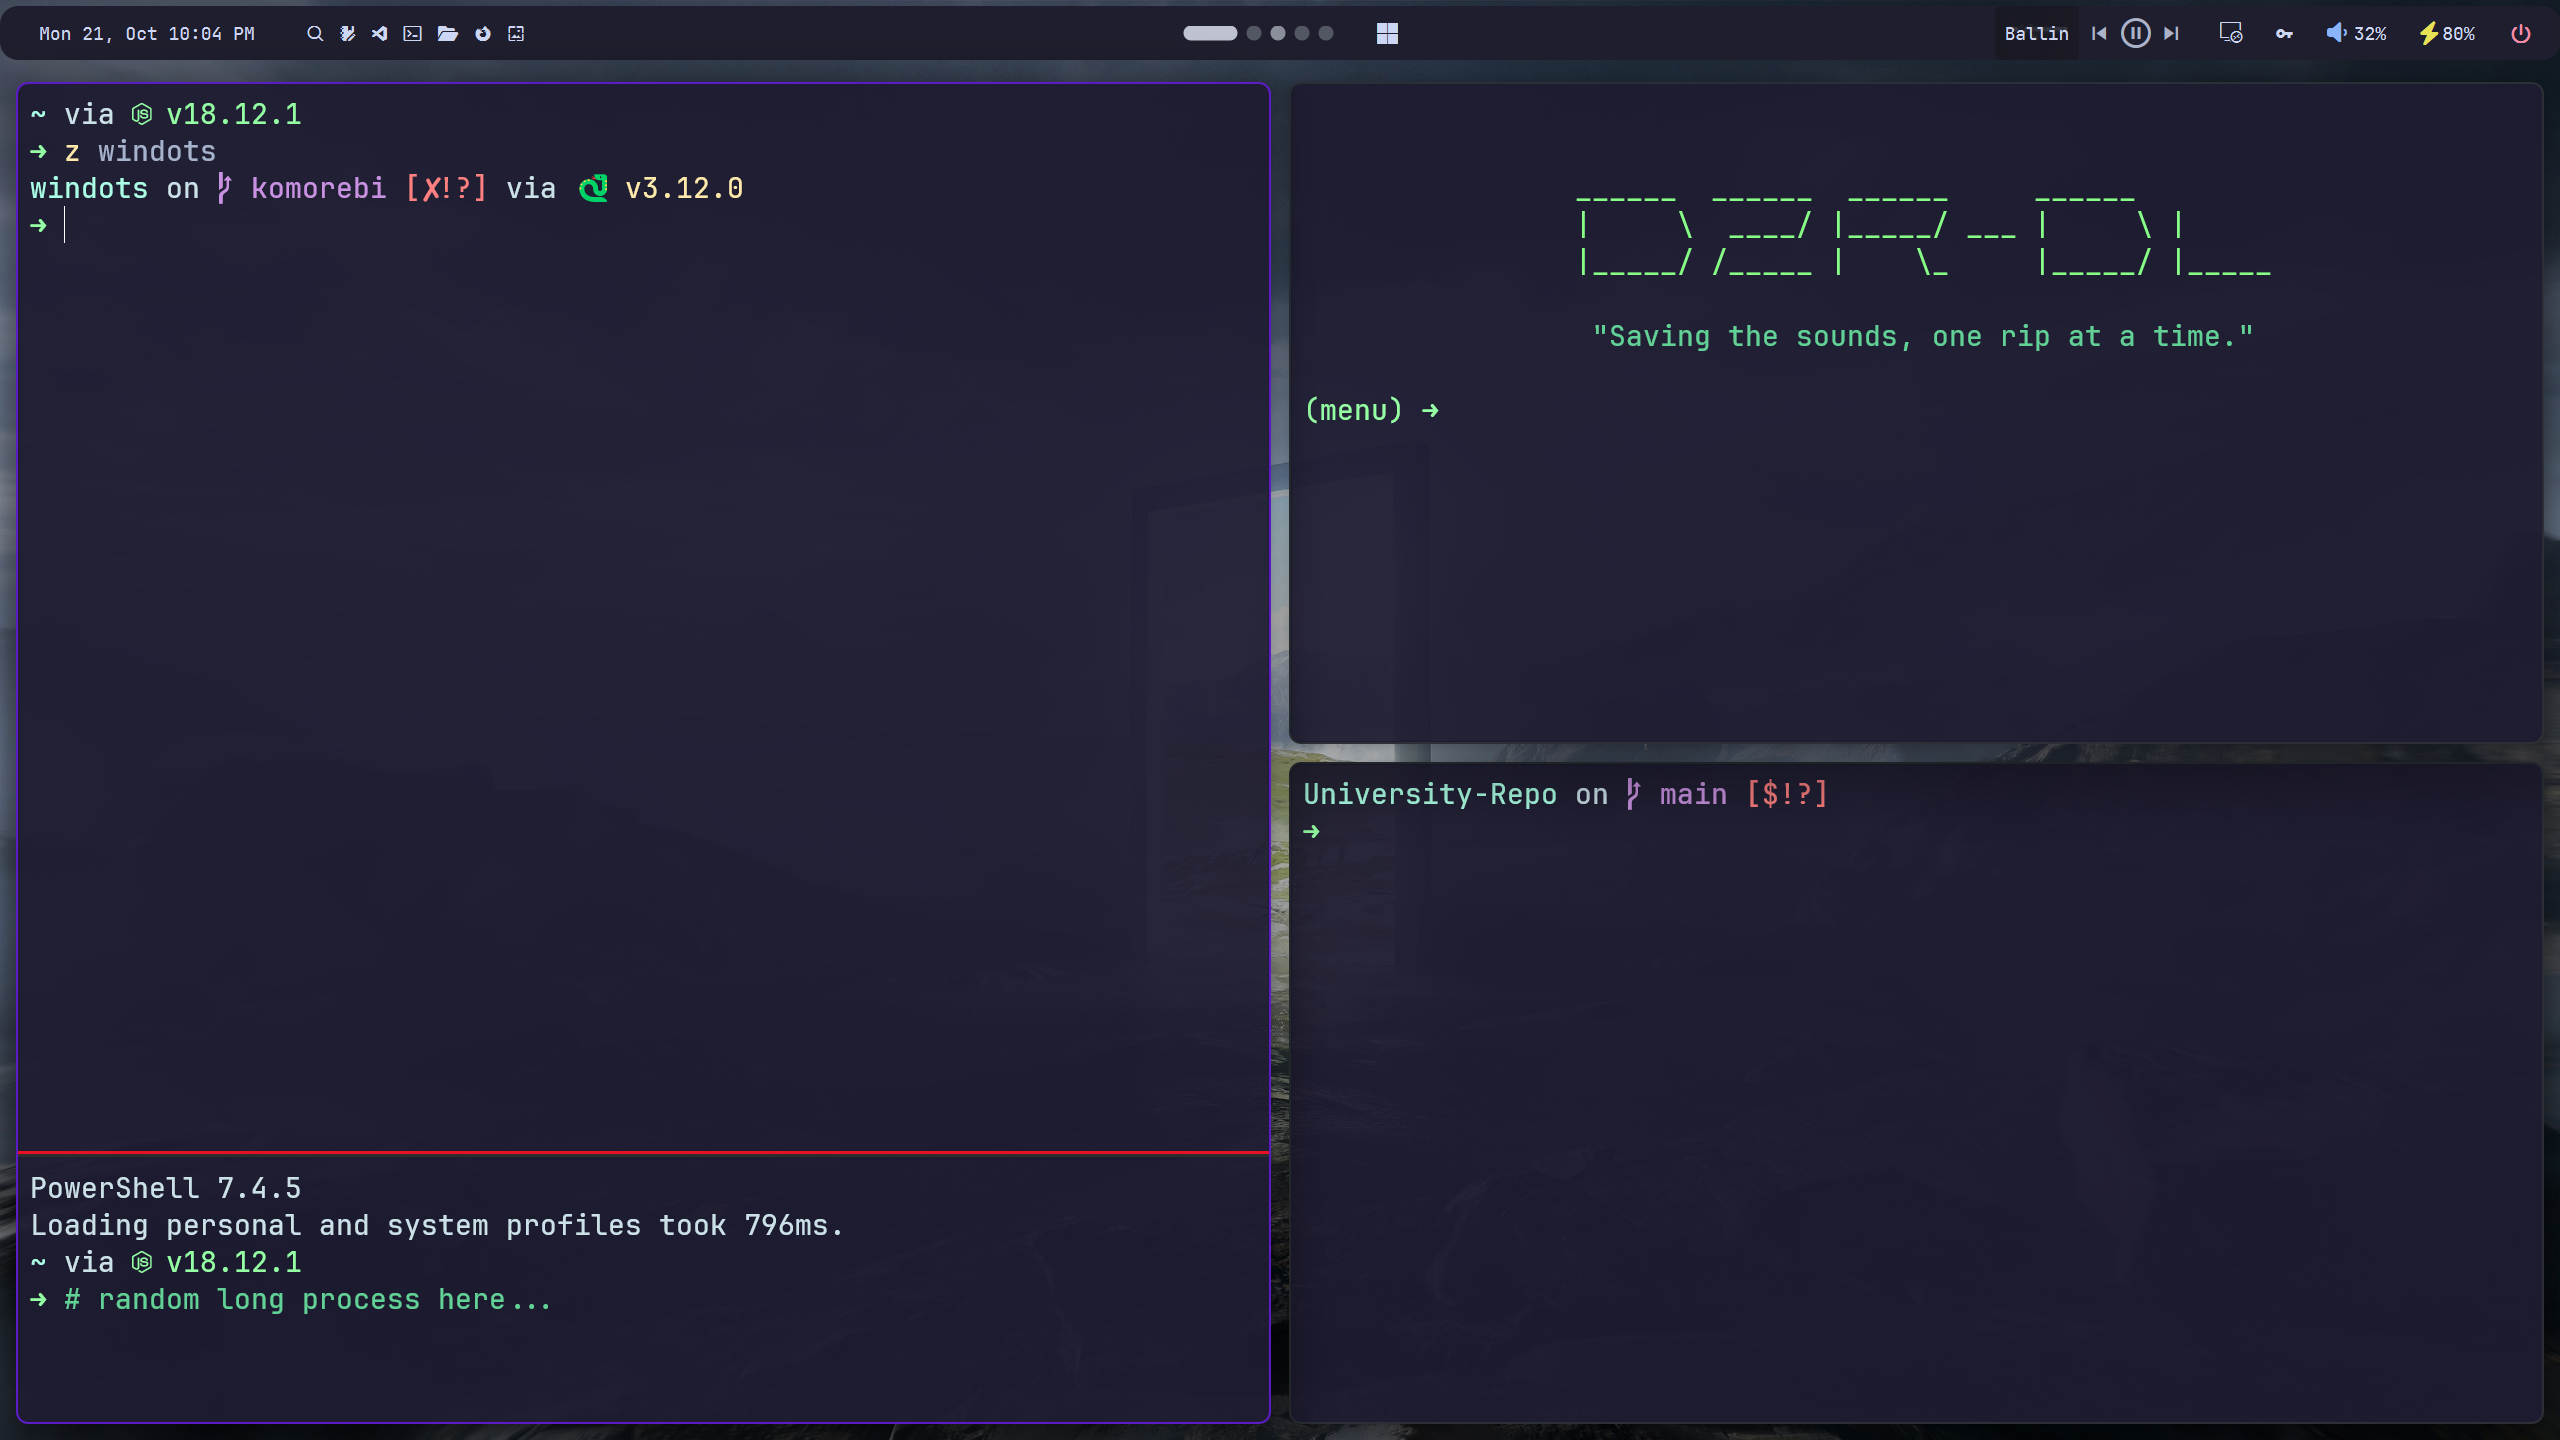 Mon 21, Oct 10:04 PM
Ballin
32%
80%
~ via v18.12.1
→ z windots
windots on komorebi [✗!?] via v3.12.0
→
PowerShell 7.4.5
Loading personal and system profiles took 796ms.
~ via v18.12.1
→ # random long process here...
DZR-DL
"Saving the sounds, one rip at a time."
(menu) →
University-Repo on main [$!?]
→